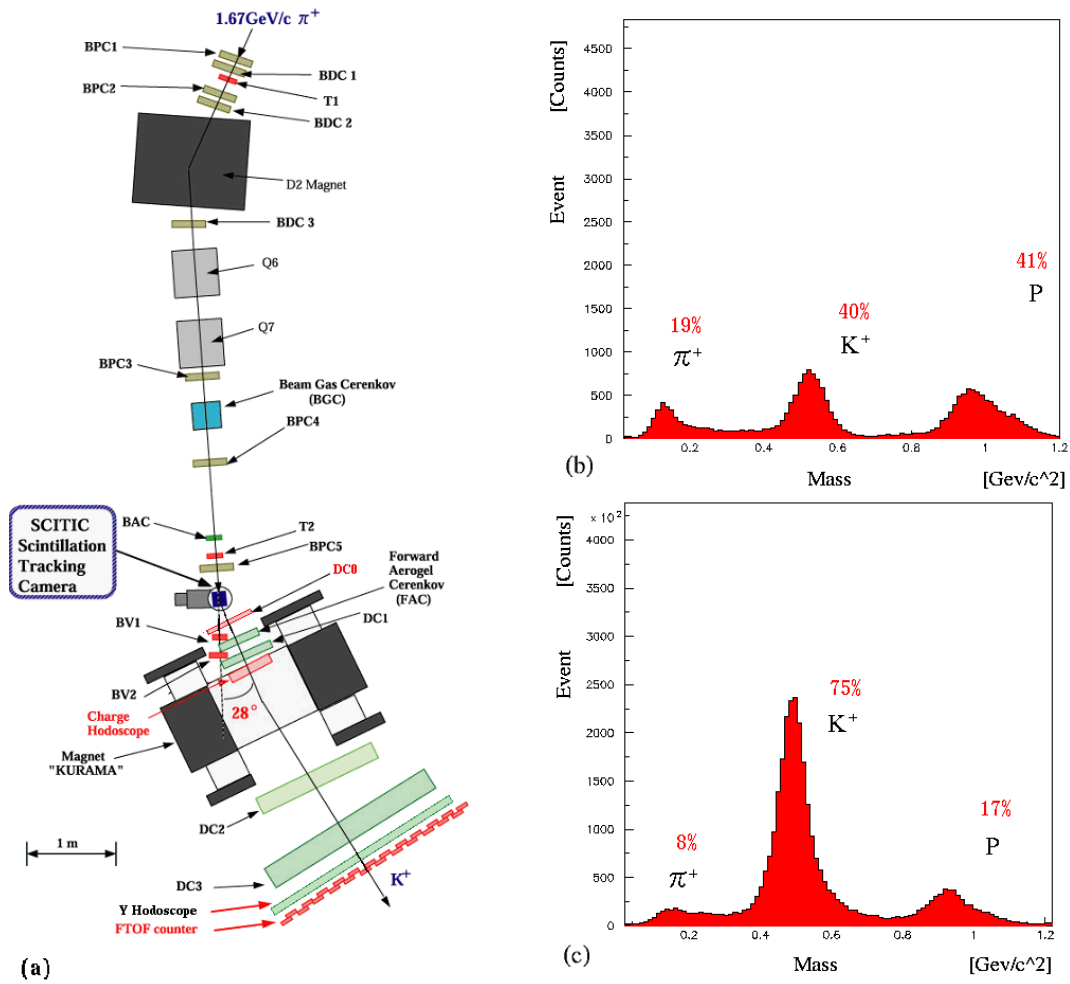 1.67GeV/c π+
BPC1
BDC 1
T1
BPC2
BDC 2
D2 Magnet
BDC 3
Q6
Q7
BPC3
Beam Gas Cerenkov
(BGC)
BPC4
SCITIC
Scintillation
Tracking
Camera
BAC
T2
BPC5
Forward
Aerogel
Cerenkov
(FAC)
DC0
DC1
BV1
BV2
Charge
Hodoscope
28°
Magnet
"KURAMA"
DC2
1 m
DC3
K+
Y Hodoscope
FTOF counter
(a)
[Counts]
Event
4500
4000
3500
3000
2500
2000
1500
1000
500
0
19%
π+
40%
K+
41%
P
0.2
0.4
0.6
0.8
1
1.2
(b)
Mass
[Gev/c^2]
× 10²
[Counts]
Event
4000
3500
3000
2500
2000
1500
1000
500
0
8%
π+
75%
K+
17%
P
0.2
0.4
0.6
0.8
1
1.2
(c)
Mass
[Gev/c^2]